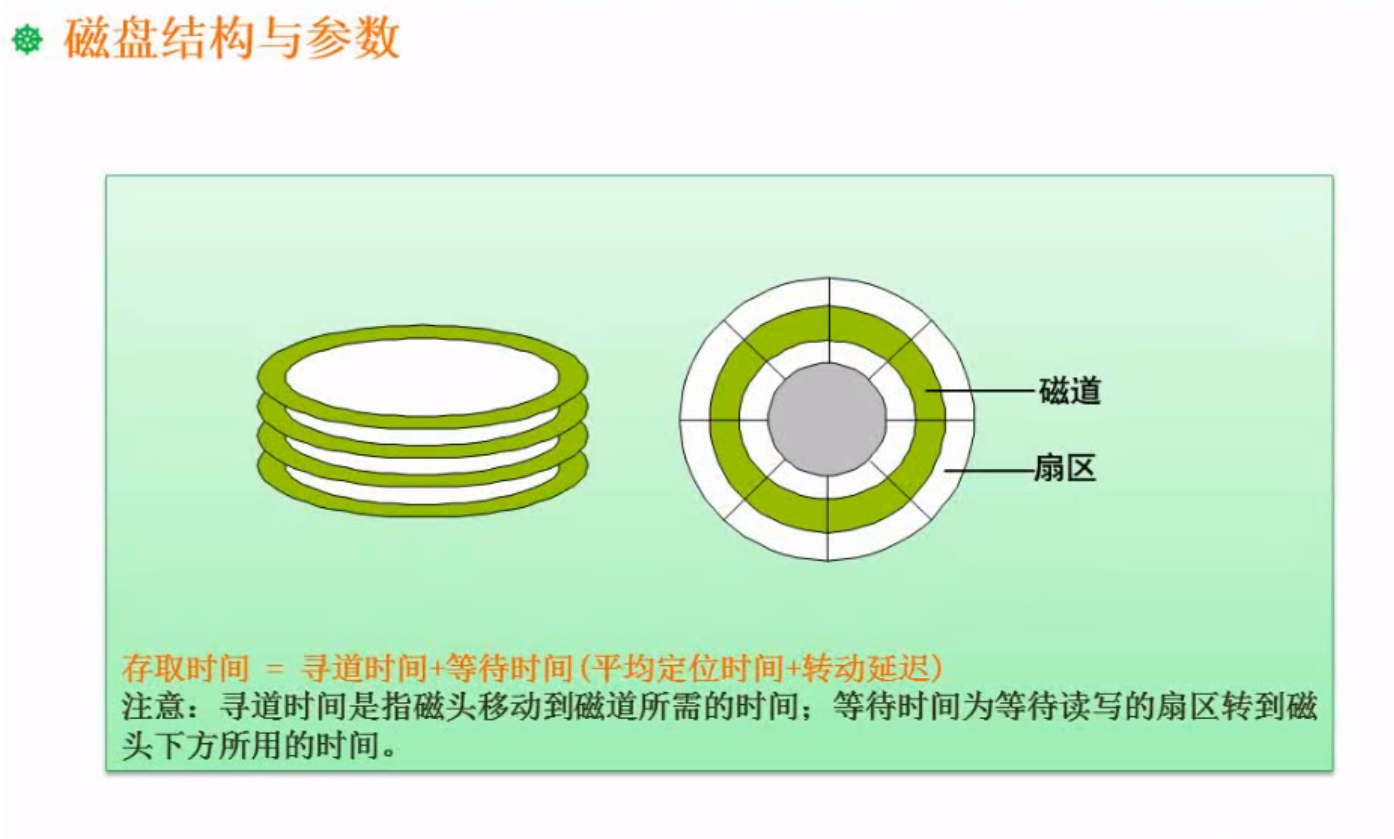 磁盘结构与参数
磁道
扇区
存取时间 = 寻道时间+等待时间(平均定位时间+转动延迟)
注意：寻道时间是指磁头移动到磁道所需的时间；等待时间为等待读写的扇区转到磁
头下方所用的时间。